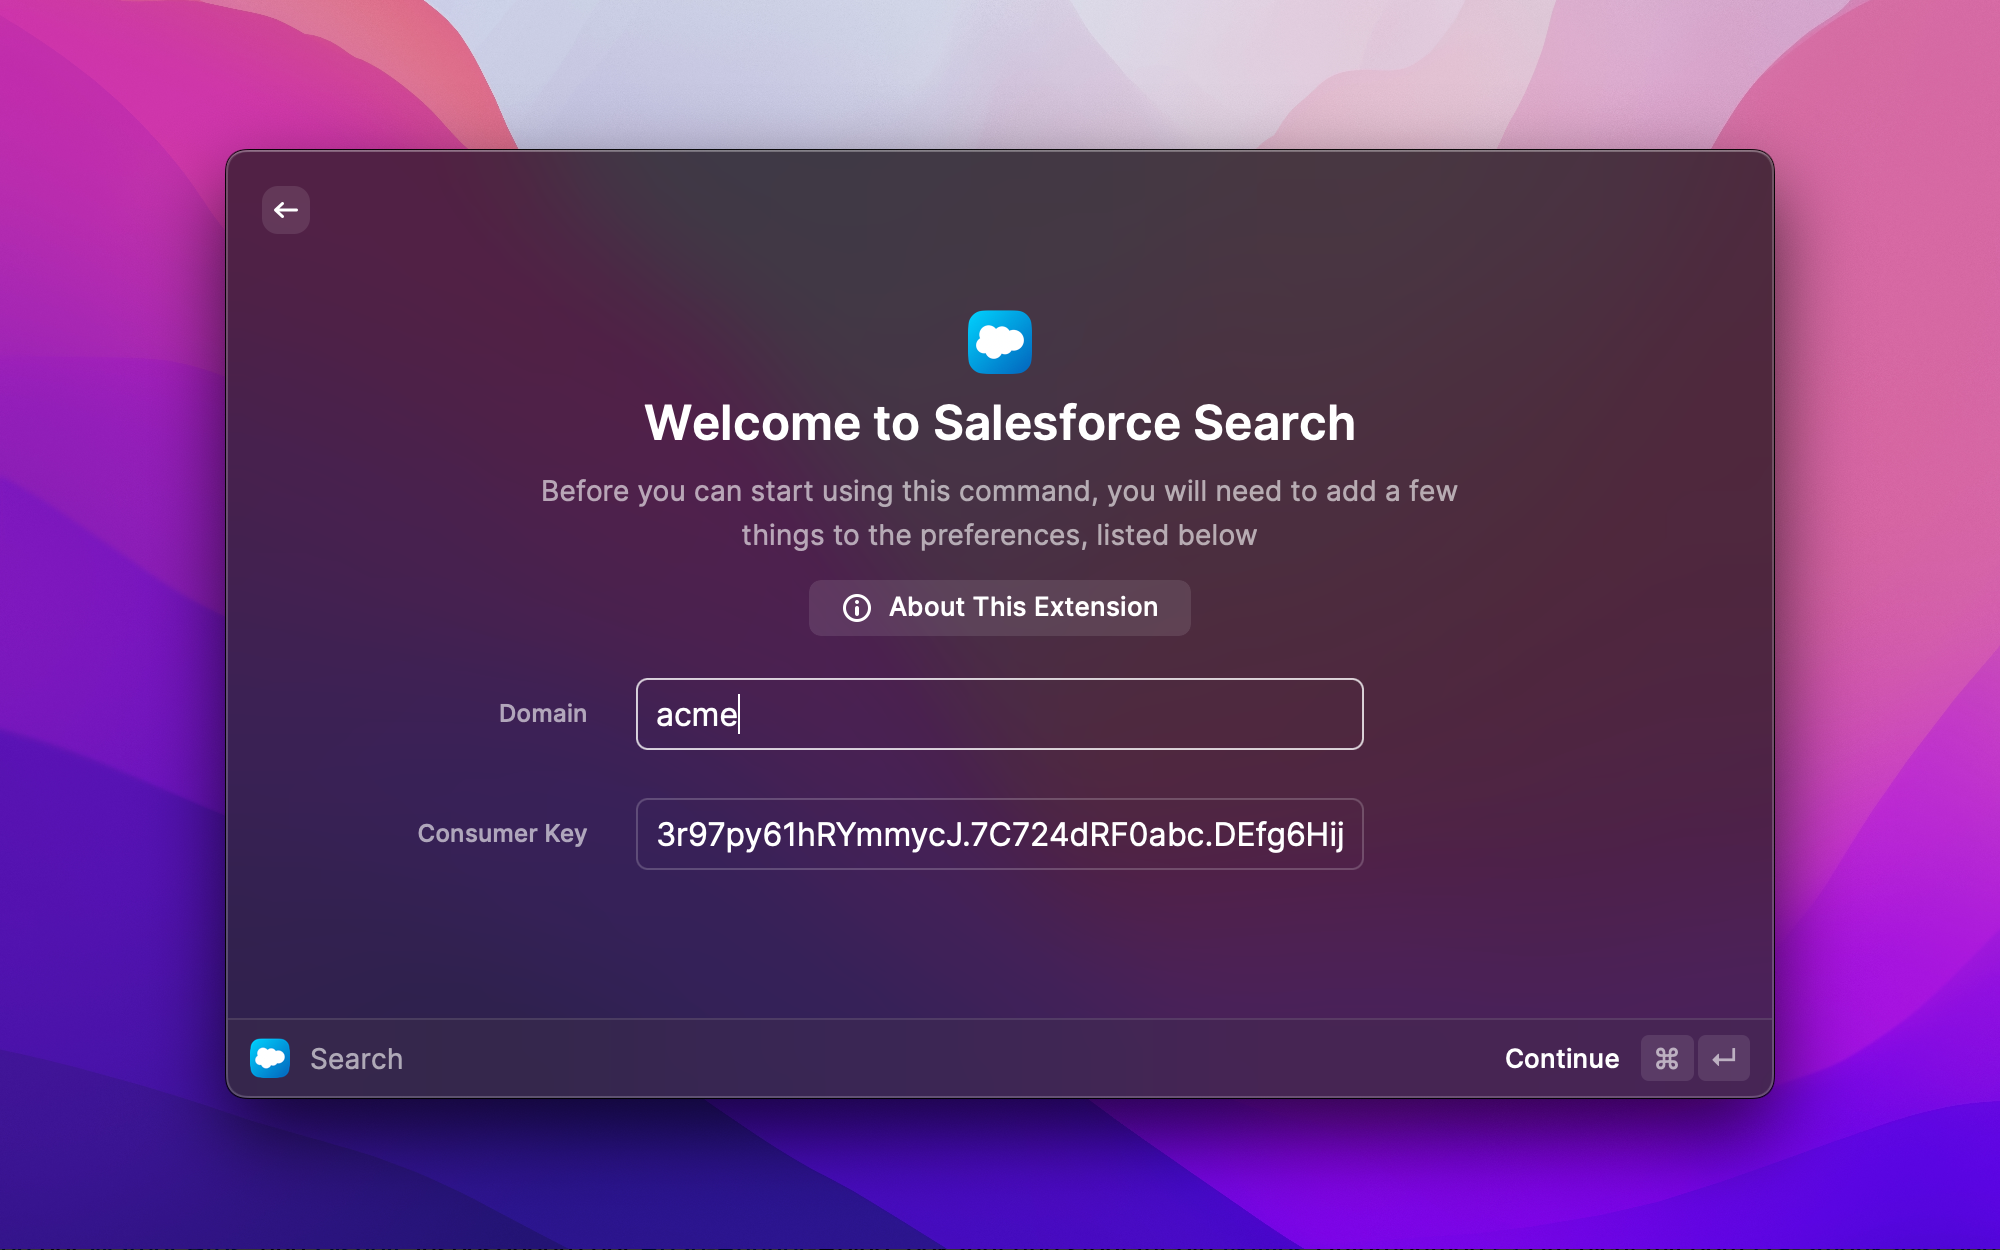 Welcome to Salesforce Search
Before you can start using this command, you will need to add a few
things to the preferences, listed below
About This Extension
Domain
acme
Consumer Key
3r97py61hRYmmycJ.7C724dRF0abc.DEfg6Hij
Search
Continue ⌘ ↵